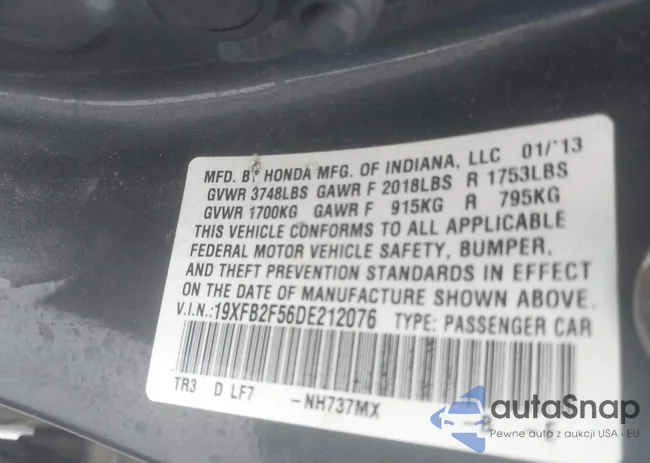 MFD. BY HONDA MFG. OF INDIANA, LLC 01/'13
GVWR 3748LBS GAWR F 2018LBS R 1753LBS
GVWR 1700KG GAWR F 915KG R 795KG
THIS VEHICLE CONFORMS TO ALL APPLICABLE
FEDERAL MOTOR VEHICLE SAFETY, BUMPER,
AND THEFT PREVENTION STANDARDS IN EFFECT
ON THE DATE OF MANUFACTURE SHOWN ABOVE.
V.I.N.:19XFB2F56DE212076 TYPE: PASSENGER CAR
TR3 D LF7 -NH737MX
autoSnap
Pewne auta z aukcji USA i EU